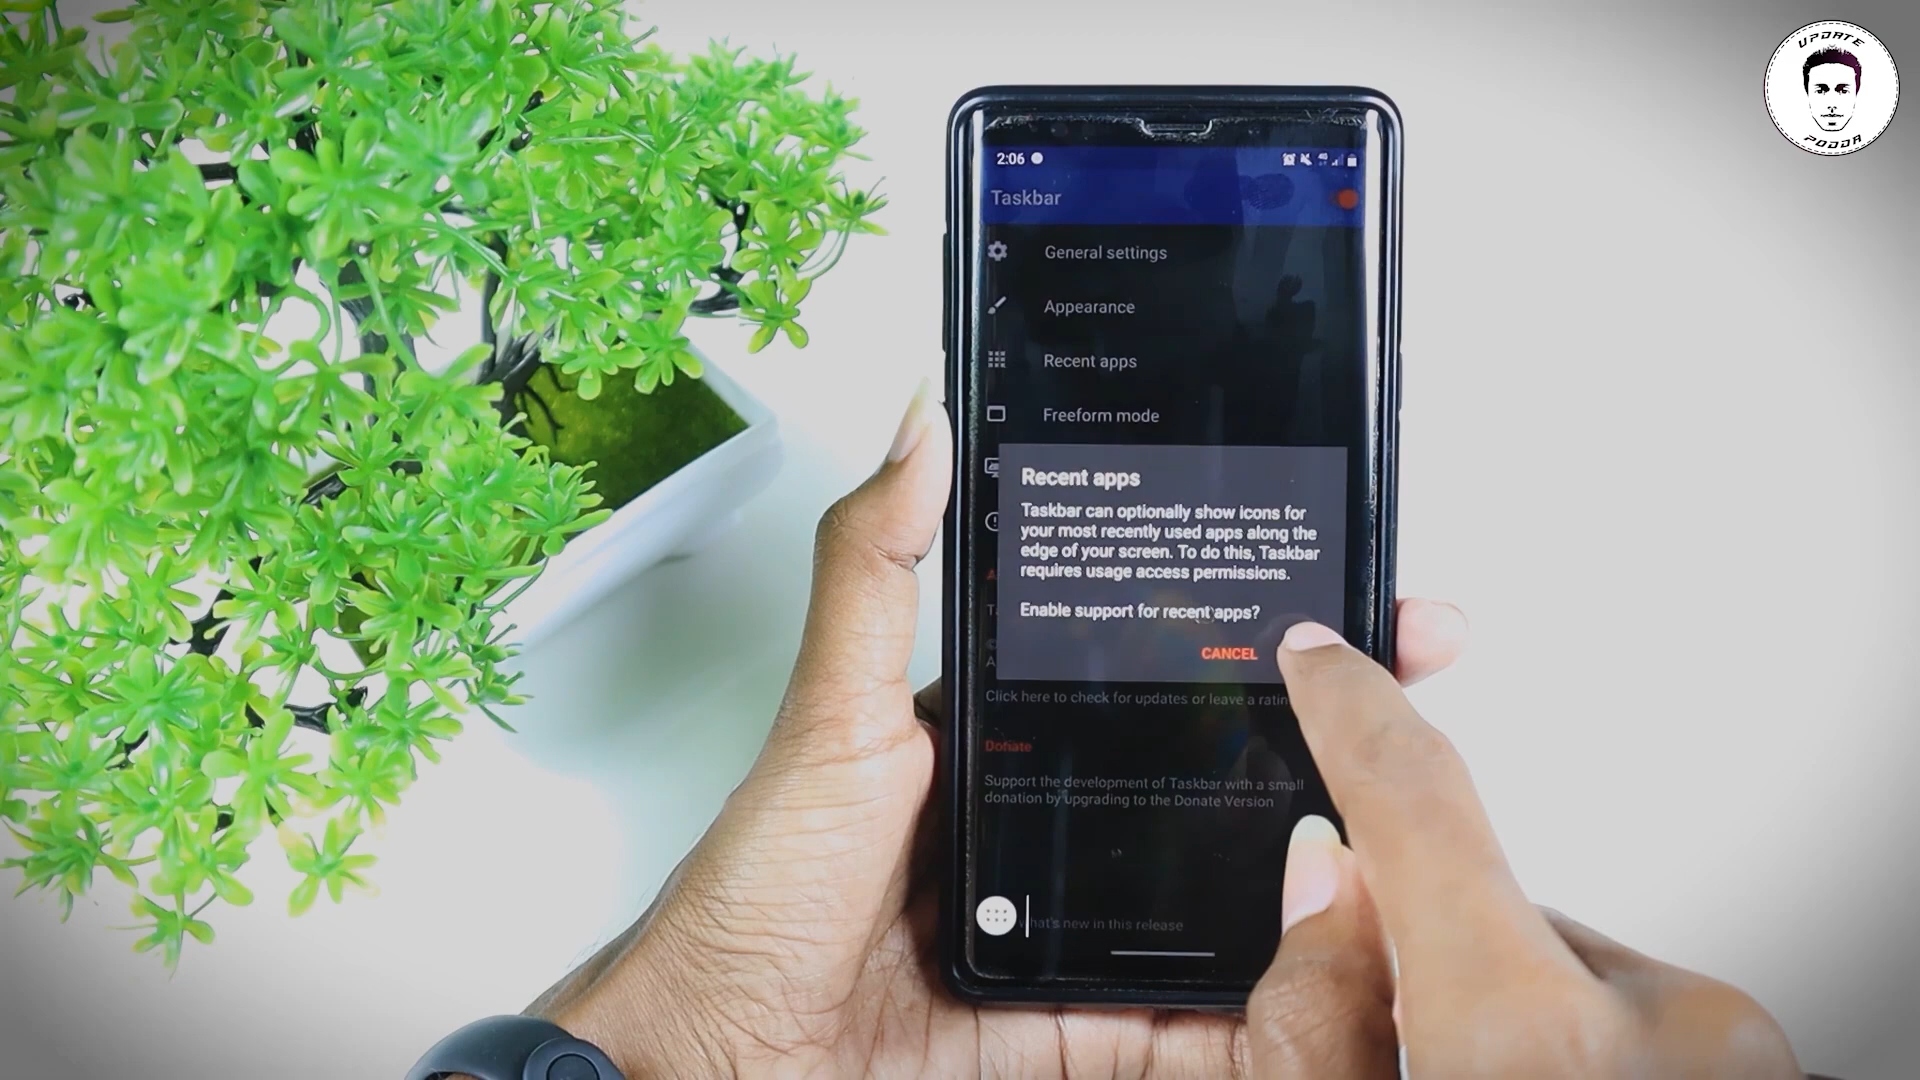 UPDATE
PODDA
2:06
Taskbar
General settings
Appearance
Recent apps
Freeform mode
Recent apps
Taskbar can optionally show icons for
your most recently used apps along the
edge of your screen. To do this, Taskbar
requires usage access permissions.
Enable support for recent apps?
CANCEL
Click here to check for updates or leave a
Donate
Support the development of Taskbar with a small
donation by upgrading to the Donate Version
new in this release